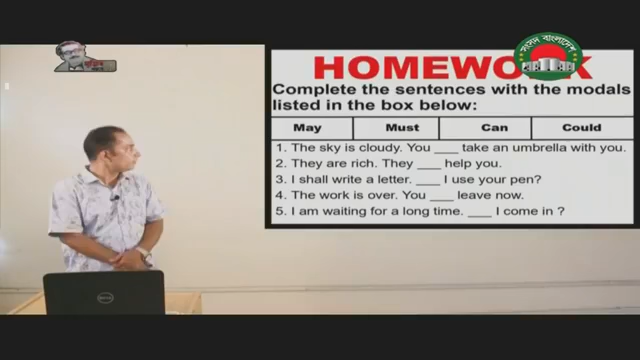 সংসদ বাংলাদেশ
HOMEWORK
Complete the sentences with the modals
listed in the box below:
May Must Can Could
1. The sky is cloudy. You ___ take an umbrella with you.
2. They are rich. They ___ help you.
3. I shall write a letter. ___ I use your pen?
4. The work is over. You ___ leave now.
5. I am waiting for a long time. ___ I come in ?
DELL